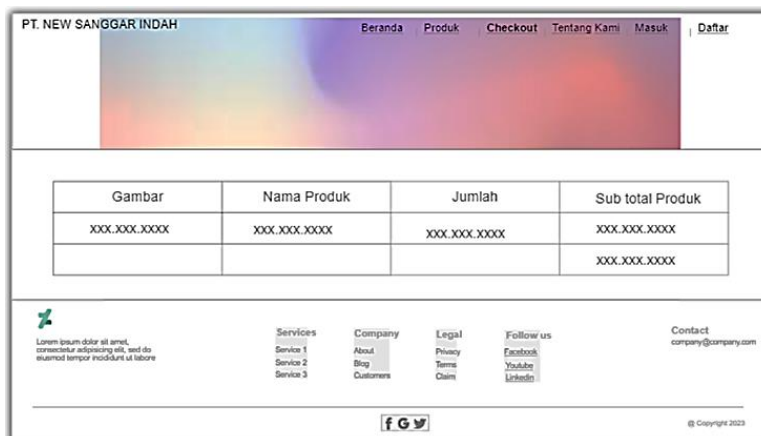 PT. NEW SANGGAR INDAH
Beranda | Produk | Checkout | Tentang Kami | Masuk | Daftar
Gambar Nama Produk Jumlah Sub total Produk
XXX.XXX.XXXX XXX.XXX.XXXX XXX.XXX.XXXX XXX.XXX.XXXX
XXX.XXX.XXXX
Lorem ipsum dolor sit amet,
consectetur adipisicing elit, sed do
eiusmod tempor incididunt ut labore
Services
Service 1
Service 2
Service 3
Company
About
Blog
Customers
Legal
Privacy
Terms
Claim
Follow us
Facebook
Youtube
Linkedin
Contact
company@company.com
f G
@ Copyright 2023